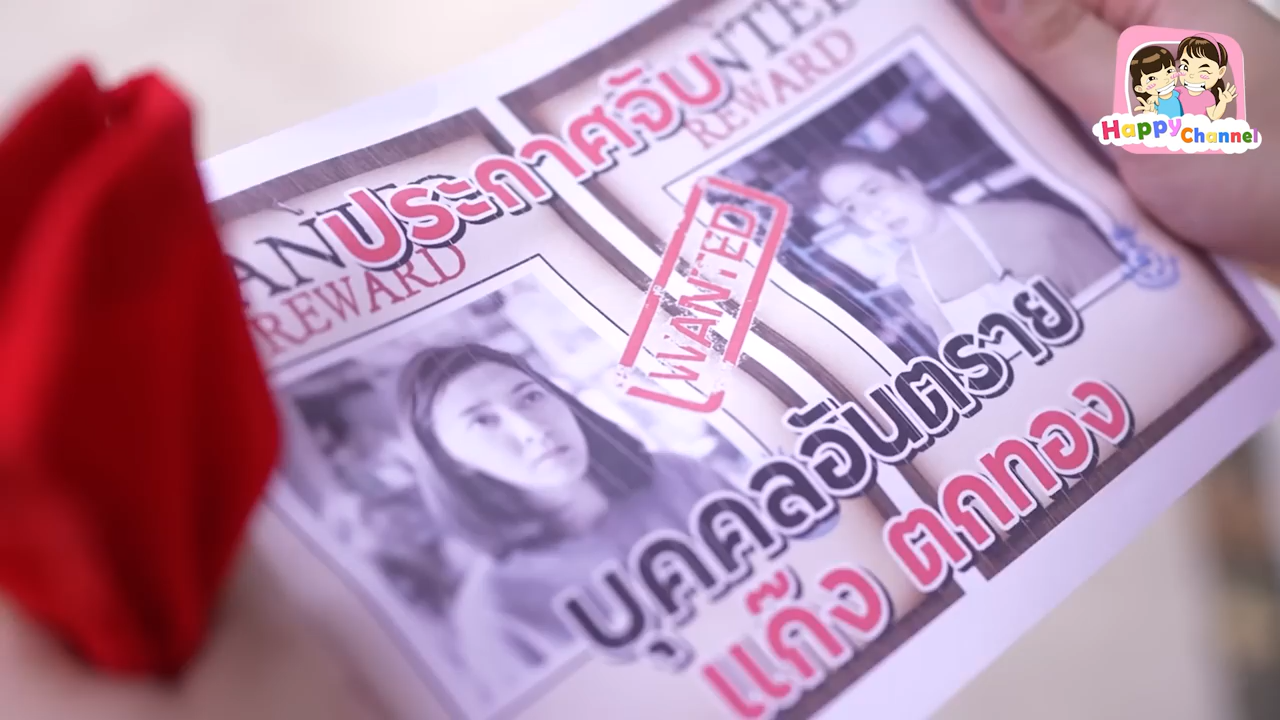 WANTED
REWARD
ประกาศจับ
REWARD
WANTED
บุคคลอันตราย
แก๊ง ตกทอง
Happy Channel